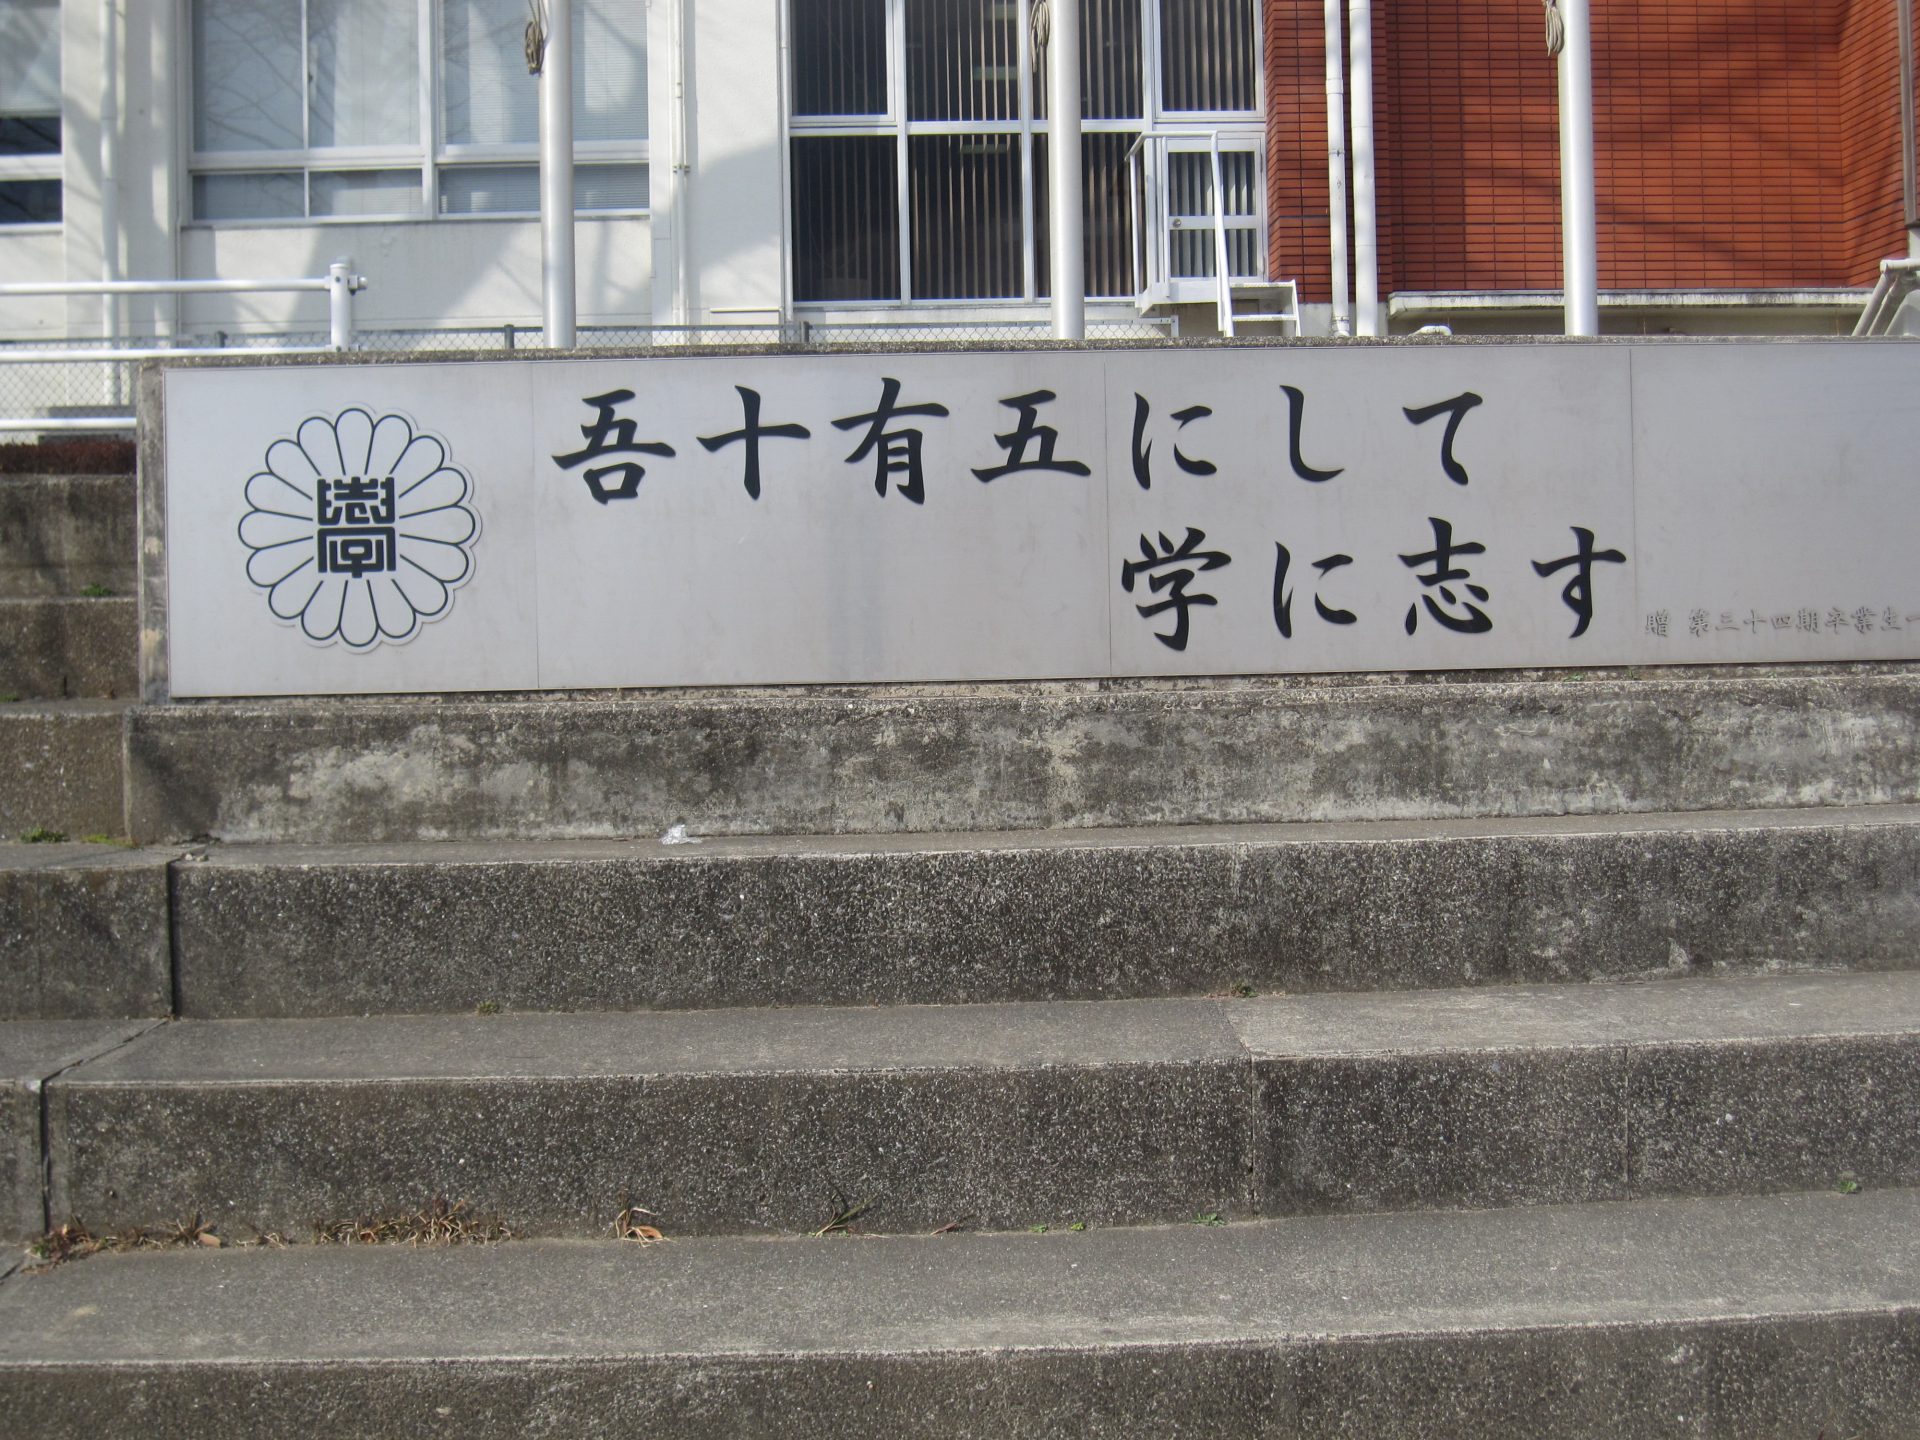 吾十有五にして
学に志す
贈 第三十四期卒業生一